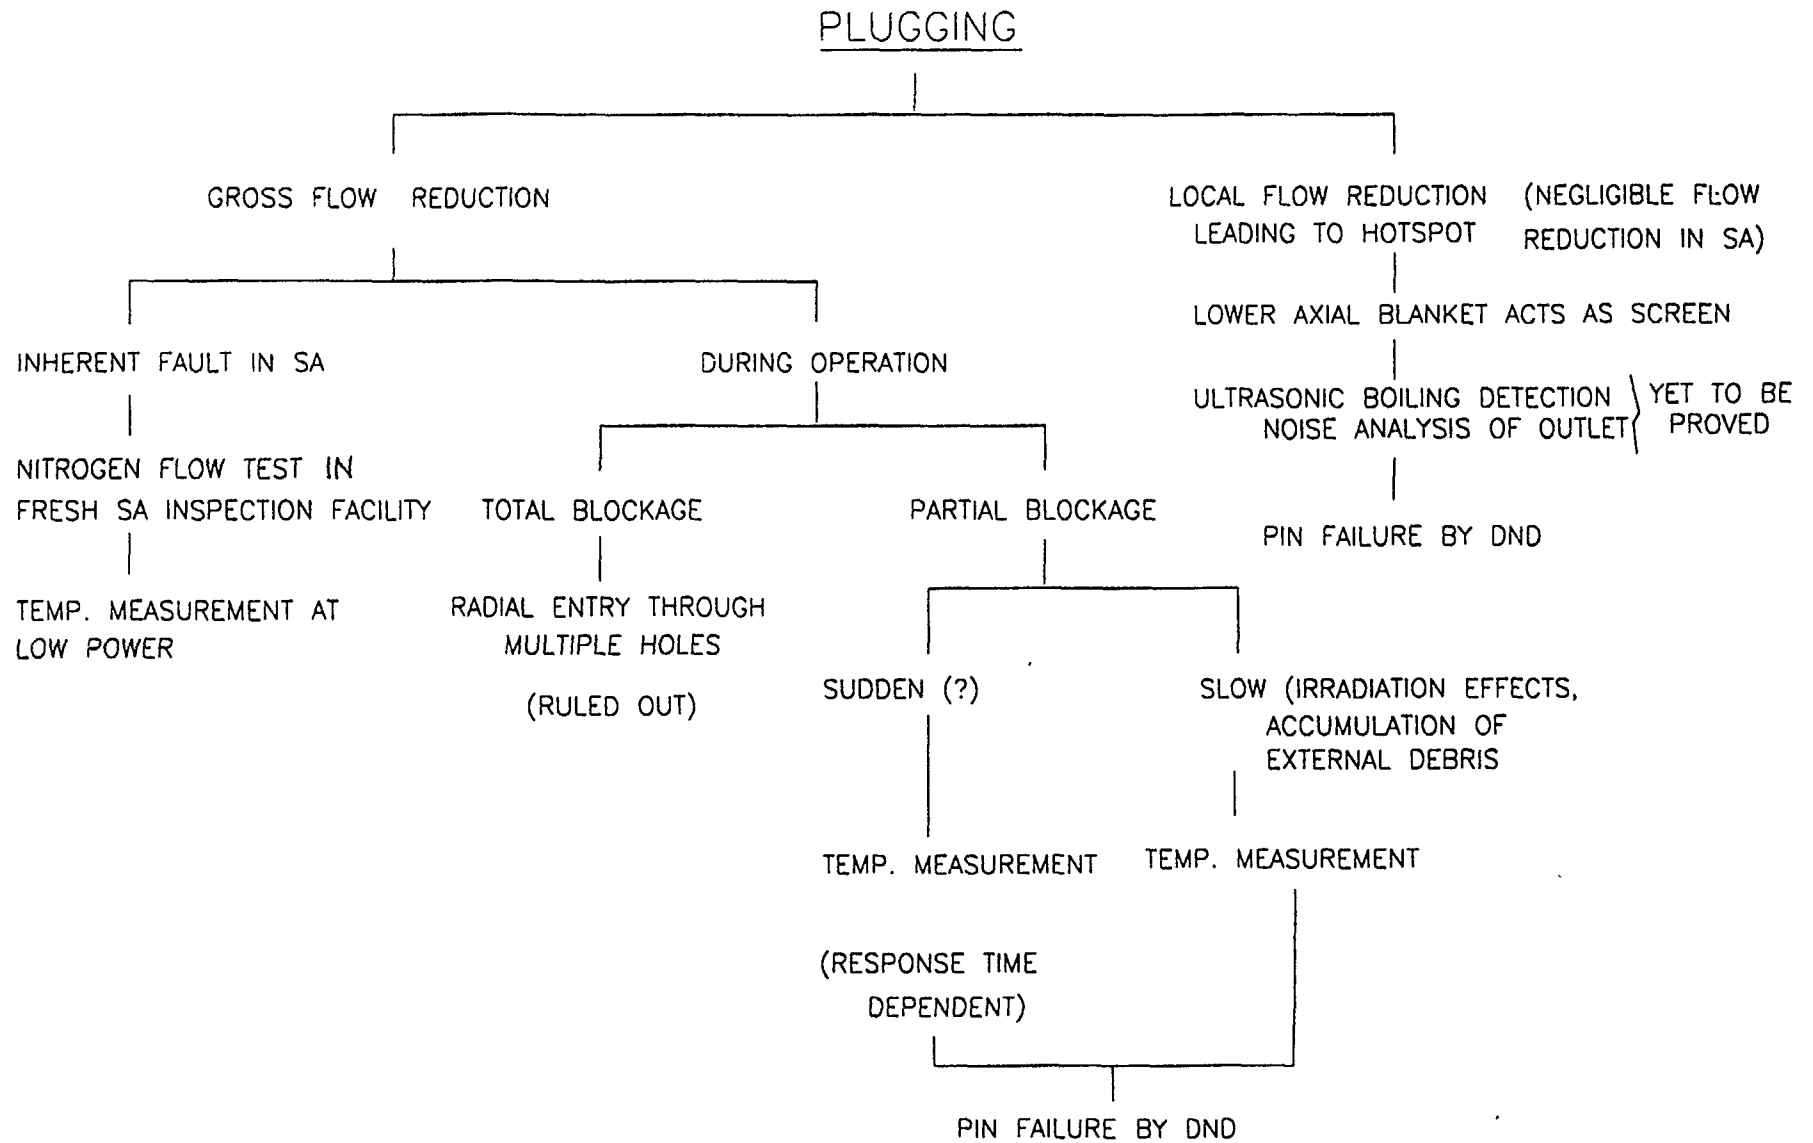 PLUGGING
GROSS FLOW REDUCTION
LOCAL FLOW REDUCTION (NEGLIGIBLE FLOW
LEADING TO HOTSPOT REDUCTION IN SA)
LOWER AXIAL BLANKET ACTS AS SCREEN
INHERENT FAULT IN SA
DURING OPERATION
ULTRASONIC BOILING DETECTION
NOISE ANALYSIS OF OUTLET
YET TO BE
PROVED
NITROGEN FLOW TEST IN
FRESH SA INSPECTION FACILITY
TOTAL BLOCKAGE
PARTIAL BLOCKAGE
PIN FAILURE BY DND
TEMP. MEASUREMENT AT
LOW POWER
RADIAL ENTRY THROUGH
MULTIPLE HOLES
(RULED OUT)
SUDDEN (?)
SLOW (IRRADIATION EFFECTS,
ACCUMULATION OF
EXTERNAL DEBRIS
TEMP. MEASUREMENT
TEMP. MEASUREMENT
(RESPONSE TIME
DEPENDENT)
PIN FAILURE BY DND